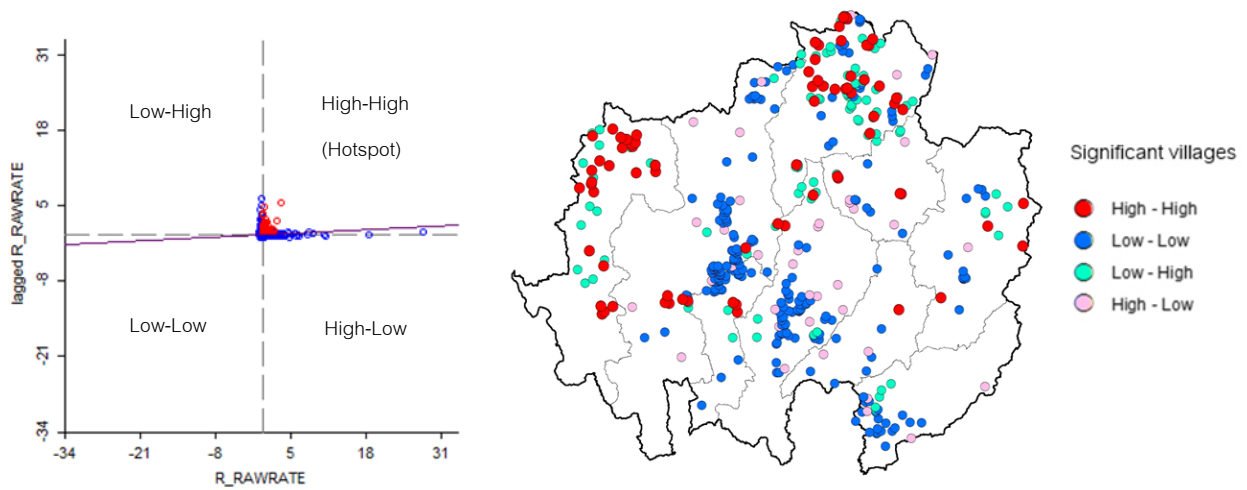 31
18
5
-8
-21
-34
lagged R_RAWRATE
Low-High
High-High
(Hotspot)
Low-Low
High-Low
-34
-21
-8
5
18
31
R_RAWRATE
Significant villages
High - High
Low - Low
Low - High
High - Low